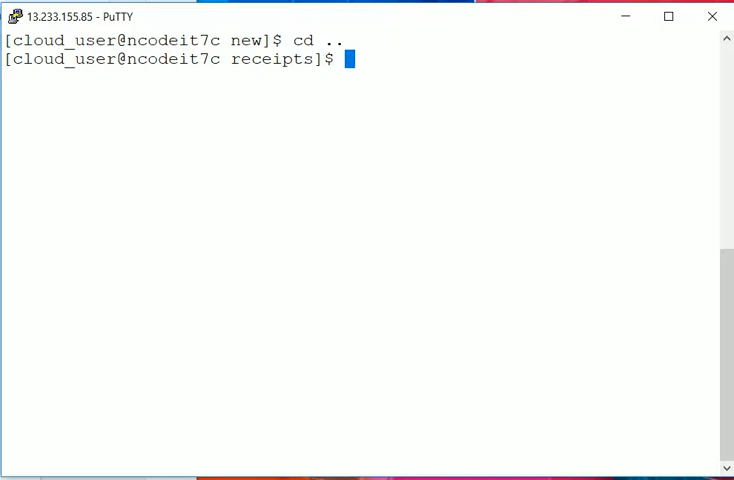 13.233.155.85 - PuTTY
[cloud_user@ncodeit7c new]$ cd ..
[cloud_user@ncodeit7c receipts]$